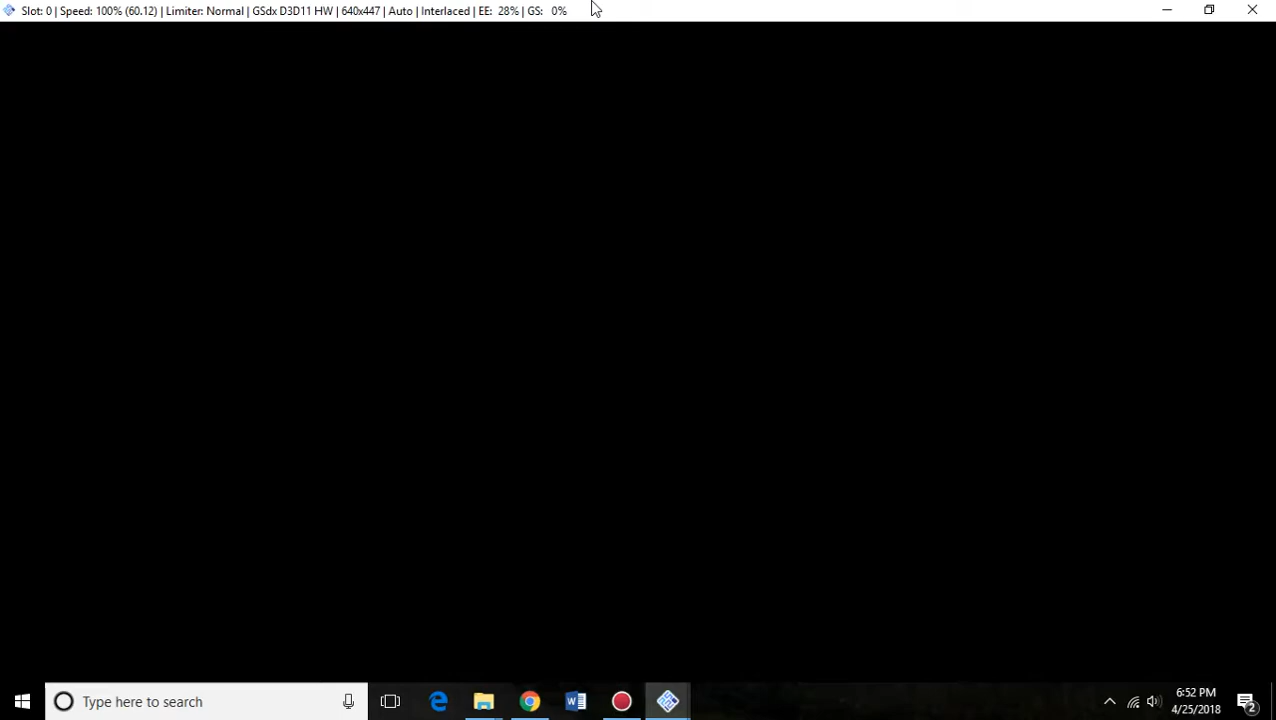 Slot: 0 | Speed: 100% (60.12) | Limiter: Normal | GSdx D3D11 HW | 640x447 | Auto | Interlaced | EE: 28% | GS: 0%
Type here to search
6:52 PM
4/25/2018
2